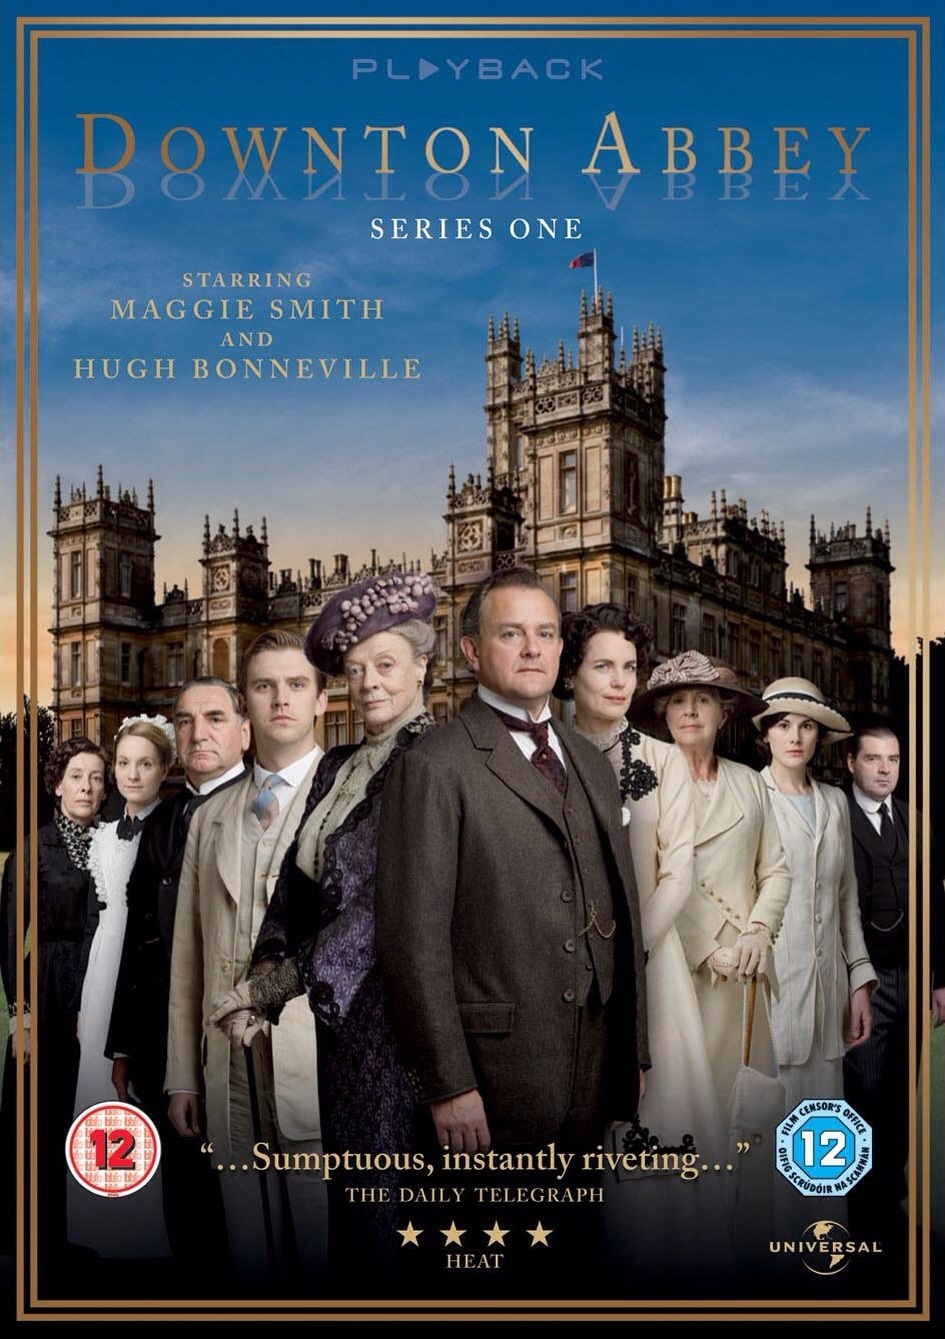 PLAYBACK
DOWNTON ABBEY
SERIES ONE
STARRING
MAGGIE SMITH
AND
HUGH BONNEVILLE
12
FILM CENSOR'S OFFICE
12
OIFIG SCRÚDÓIR NA SCANNÁN
“...Sumptuous, instantly riveting...”
THE DAILY TELEGRAPH
HEAT
UNIVERSAL